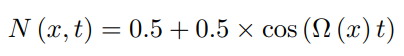 N (x, t) = 0.5 + 0.5 × cos (Ω (x) t)